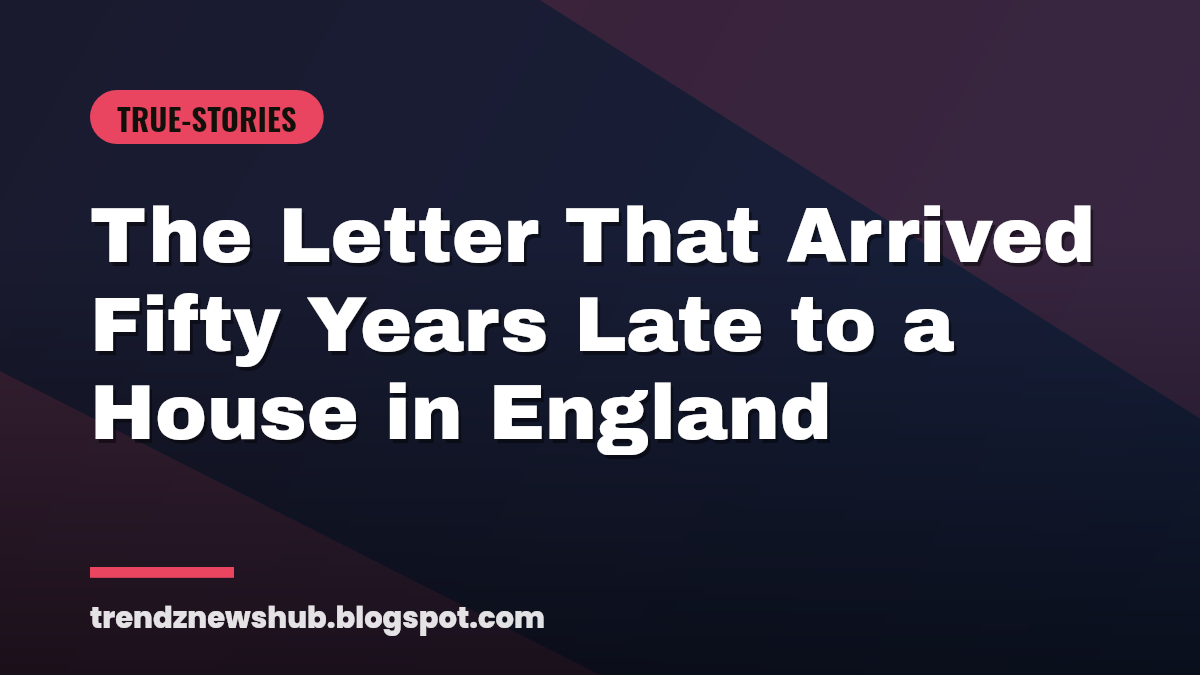 TRUE-STORIES
The Letter That Arrived
Fifty Years Late to a
House in England
trendznewshub.blogspot.com